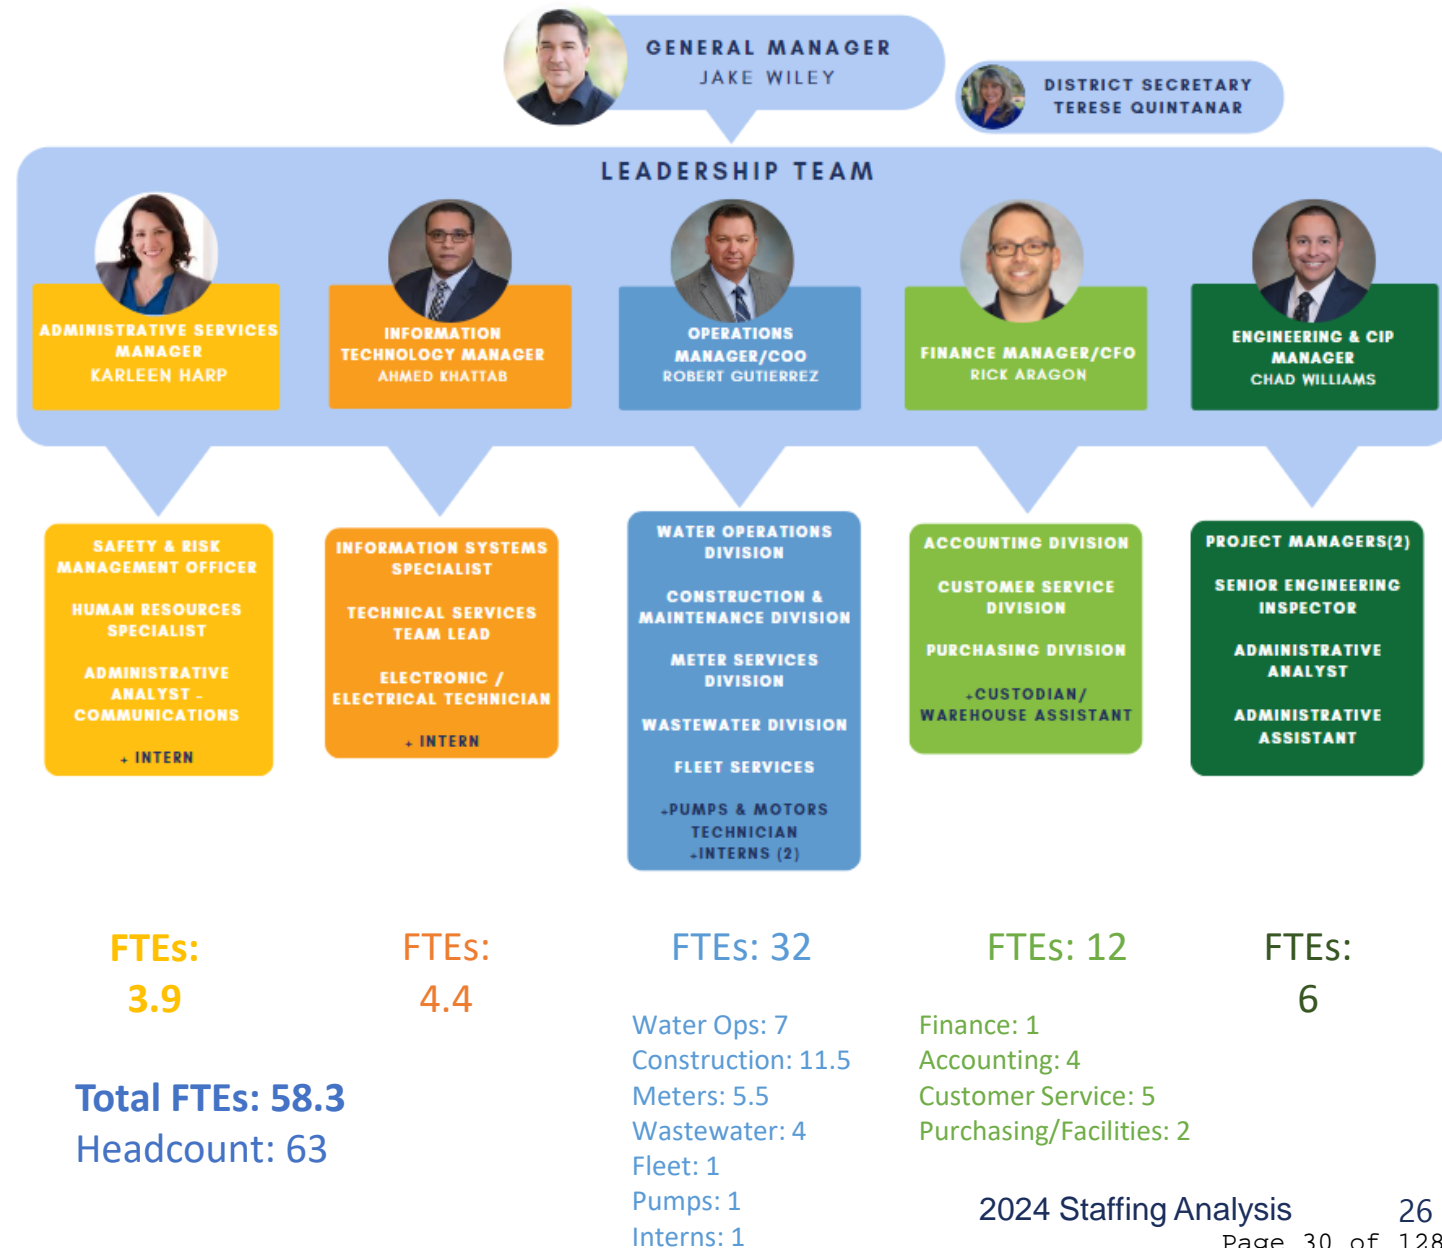 GENERAL MANAGER
JAKE WILEY
DISTRICT SECRETARY
TERESE QUINTANAR
LEADERSHIP TEAM
ADMINISTRATIVE SERVICES
MANAGER
KARLEEN HARP
INFORMATION
TECHNOLOGY MANAGER
AHMED KHATTAB
OPERATIONS
MANAGER/COO
ROBERT GUTIERREZ
FINANCE MANAGER/CFO
RICK ARAGON
ENGINEERING & CIP
MANAGER
CHAD WILLIAMS
SAFETY & RISK
MANAGEMENT OFFICER
HUMAN RESOURCES
SPECIALIST
ADMINISTRATIVE
ANALYST -
COMMUNICATIONS
+ INTERN
INFORMATION SYSTEMS
SPECIALIST
TECHNICAL SERVICES
TEAM LEAD
ELECTRONIC /
ELECTRICAL TECHNICIAN
+ INTERN
WATER OPERATIONS
DIVISION
CONSTRUCTION &
MAINTENANCE DIVISION
METER SERVICES
DIVISION
WASTEWATER DIVISION
FLEET SERVICES
+PUMPS & MOTORS
TECHNICIAN
+INTERNS (2)
ACCOUNTING DIVISION
CUSTOMER SERVICE
DIVISION
PURCHASING DIVISION
+CUSTODIAN/
WAREHOUSE ASSISTANT
PROJECT MANAGERS(2)
SENIOR ENGINEERING
INSPECTOR
ADMINISTRATIVE
ANALYST
ADMINISTRATIVE
ASSISTANT
FTEs:
3.9
FTEs:
4.4
FTEs: 32
FTEs: 12
FTEs:
6
Total FTEs: 58.3
Headcount: 63
Water Ops: 7
Construction: 11.5
Meters: 5.5
Wastewater: 4
Fleet: 1
Pumps: 1
Interns: 1
Finance: 1
Accounting: 4
Customer Service: 5
Purchasing/Facilities: 2
2024 Staffing Analysis
26
Page 30 of 128